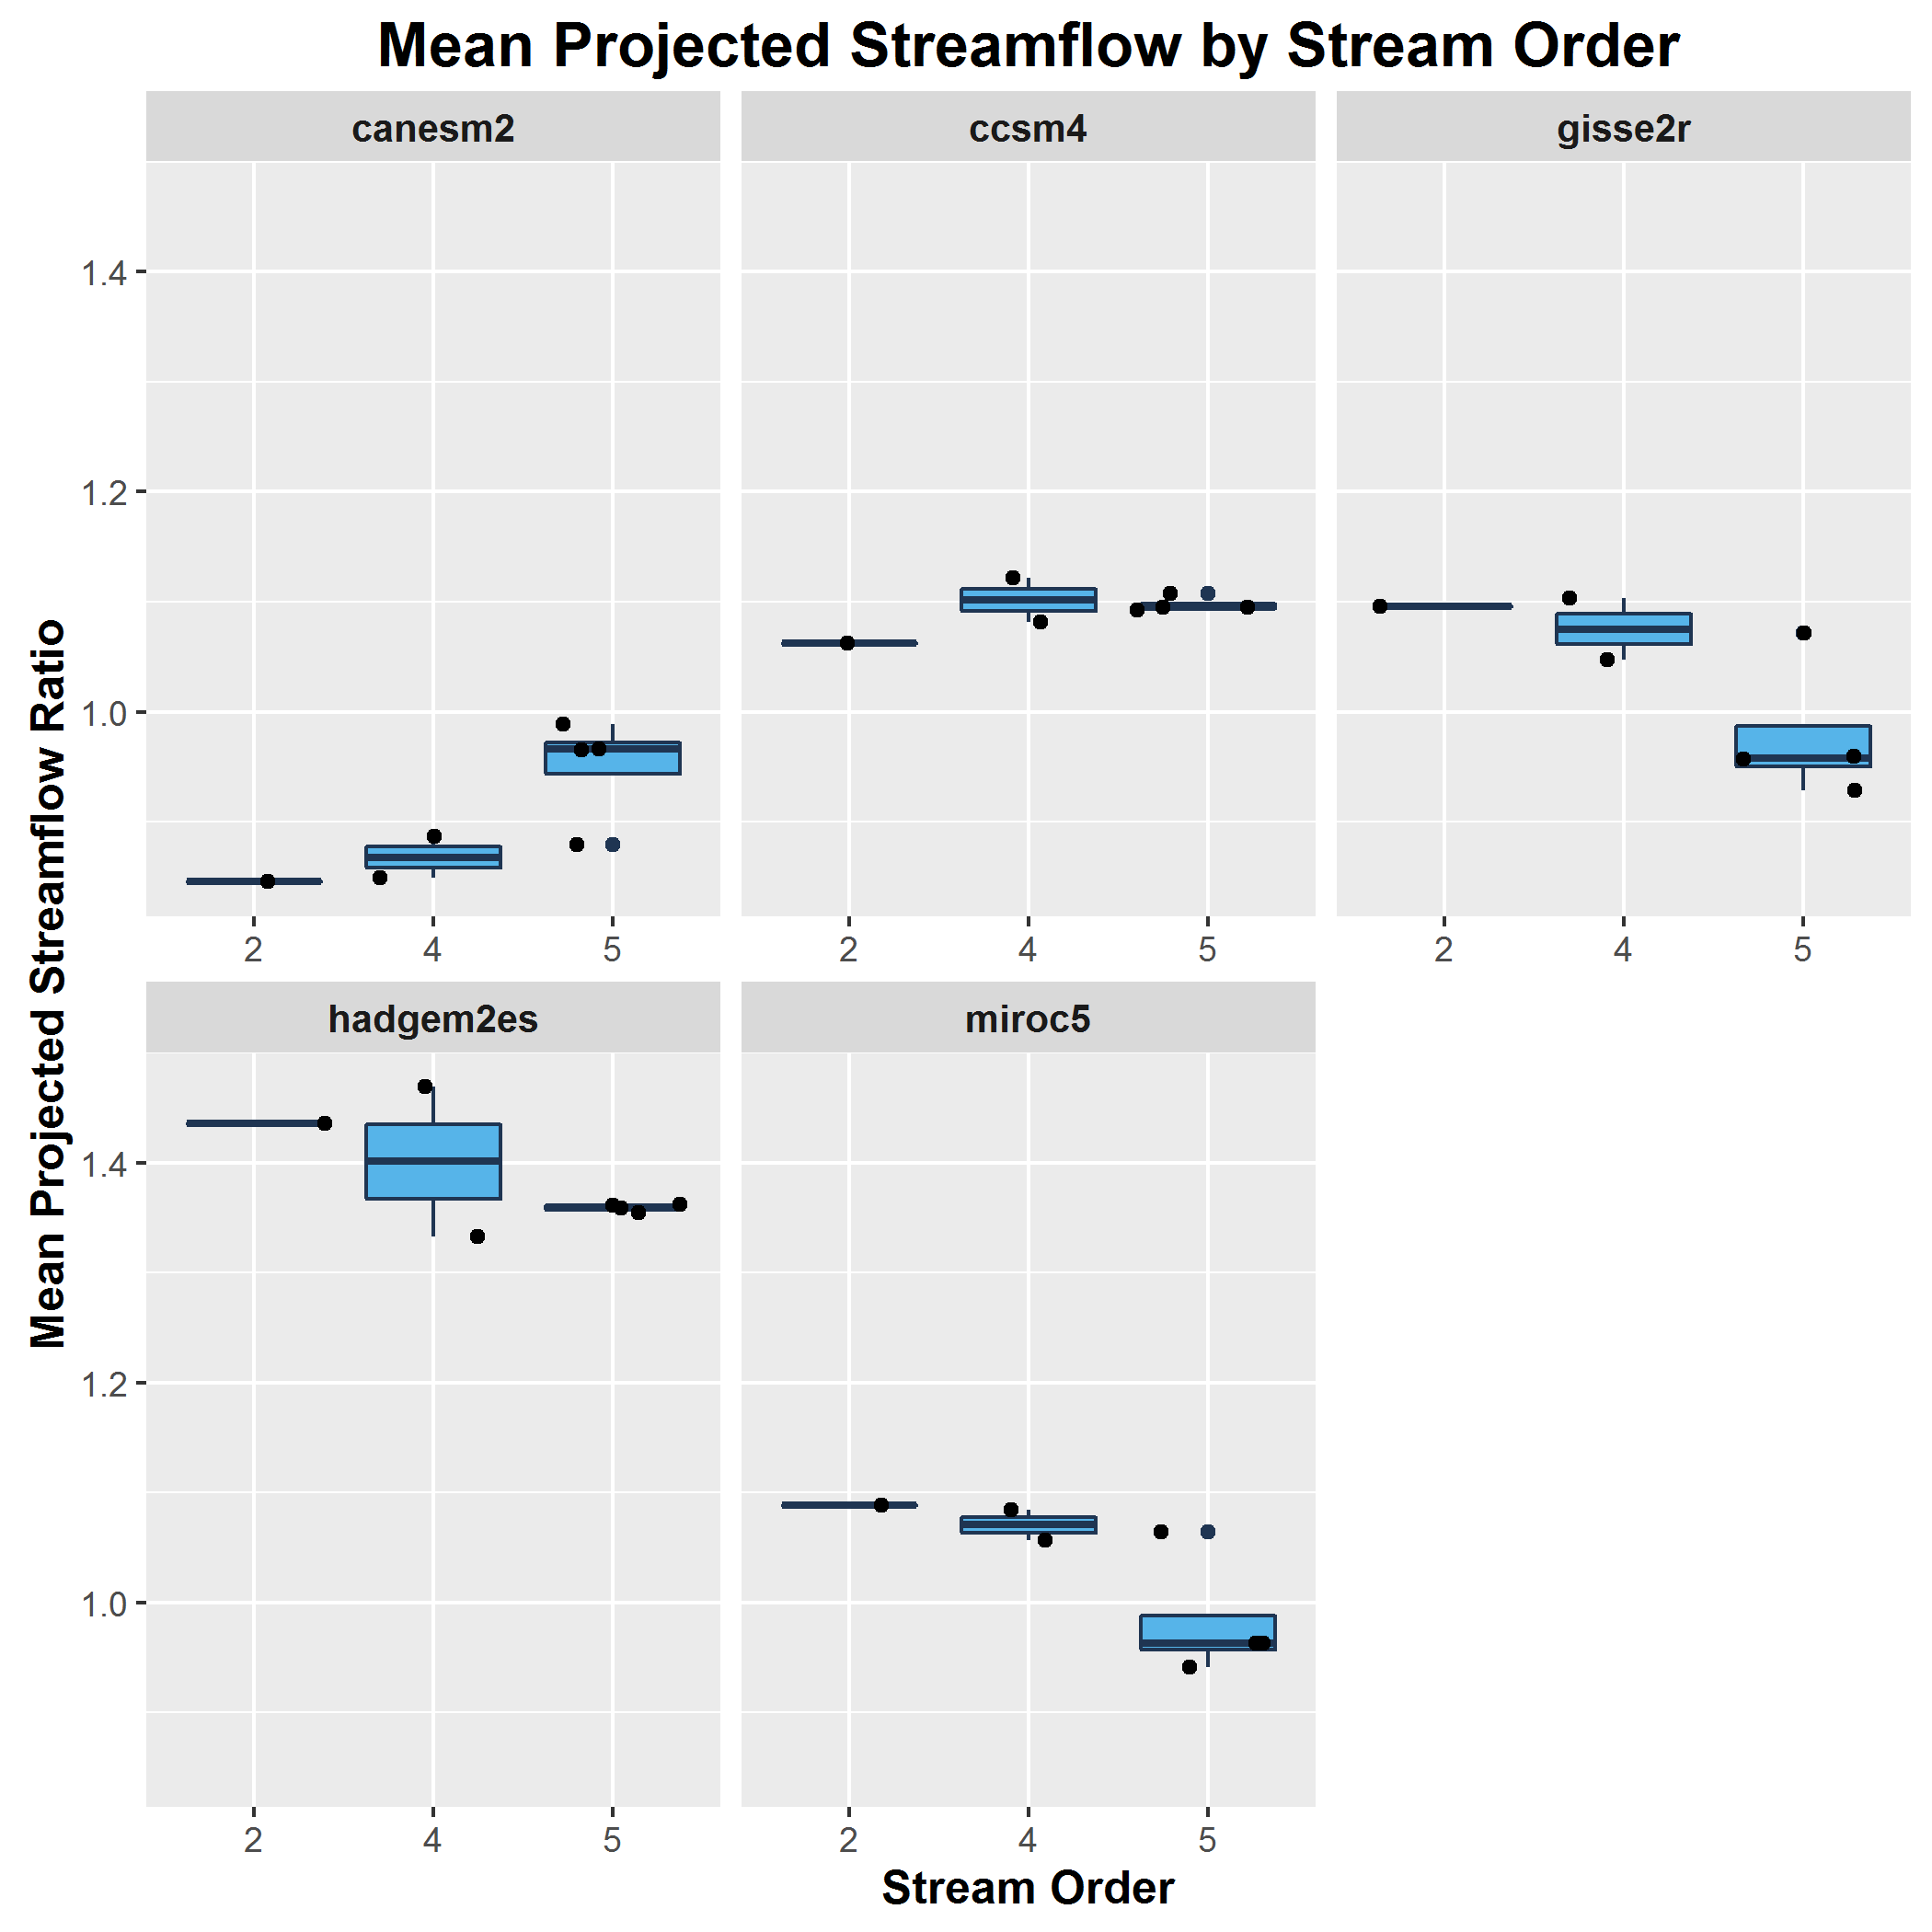 Mean Projected Streamflow by Stream Order
canesm2
ccsm4
gisse2r
1.4
1.2
1.0
2 4 5
2 4 5
2 4 5
Mean Projected Streamflow Ratio
hadgem2es
miroc5
1.4
1.2
1.0
2 4 5
2 4 5
Stream Order